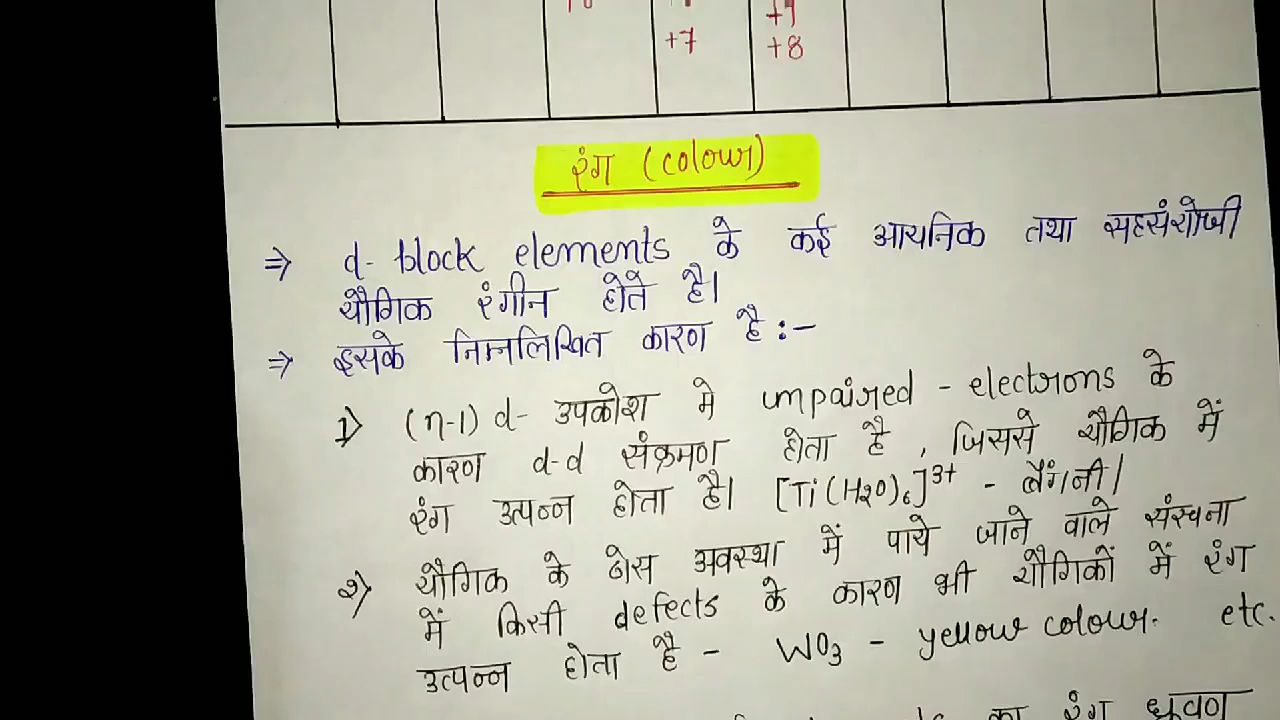 +7
+8
रंग (colour)
⇒ d-block elements के कई आयनिक तथा सहसंयोजी
यौगिक रंगीन होते है।
⇒ इसके निम्नलिखित कारण है :-
1) (n-1) d- उपकोश मे unpaired - electrons के
कारण d-d संक्रमण होता है , जिससे यौगिक में
रंग उत्पन्न होता है। [Ti(H2O)6]3+ - बैंगनी।
2) यौगिक के ठोस अवस्था में पाये जाने वाले संरचना
में किसी defects के कारण भी यौगिकों में रंग
उत्पन्न होता है - WO3 - yellow colour. etc.
का रंग ध्रुवण